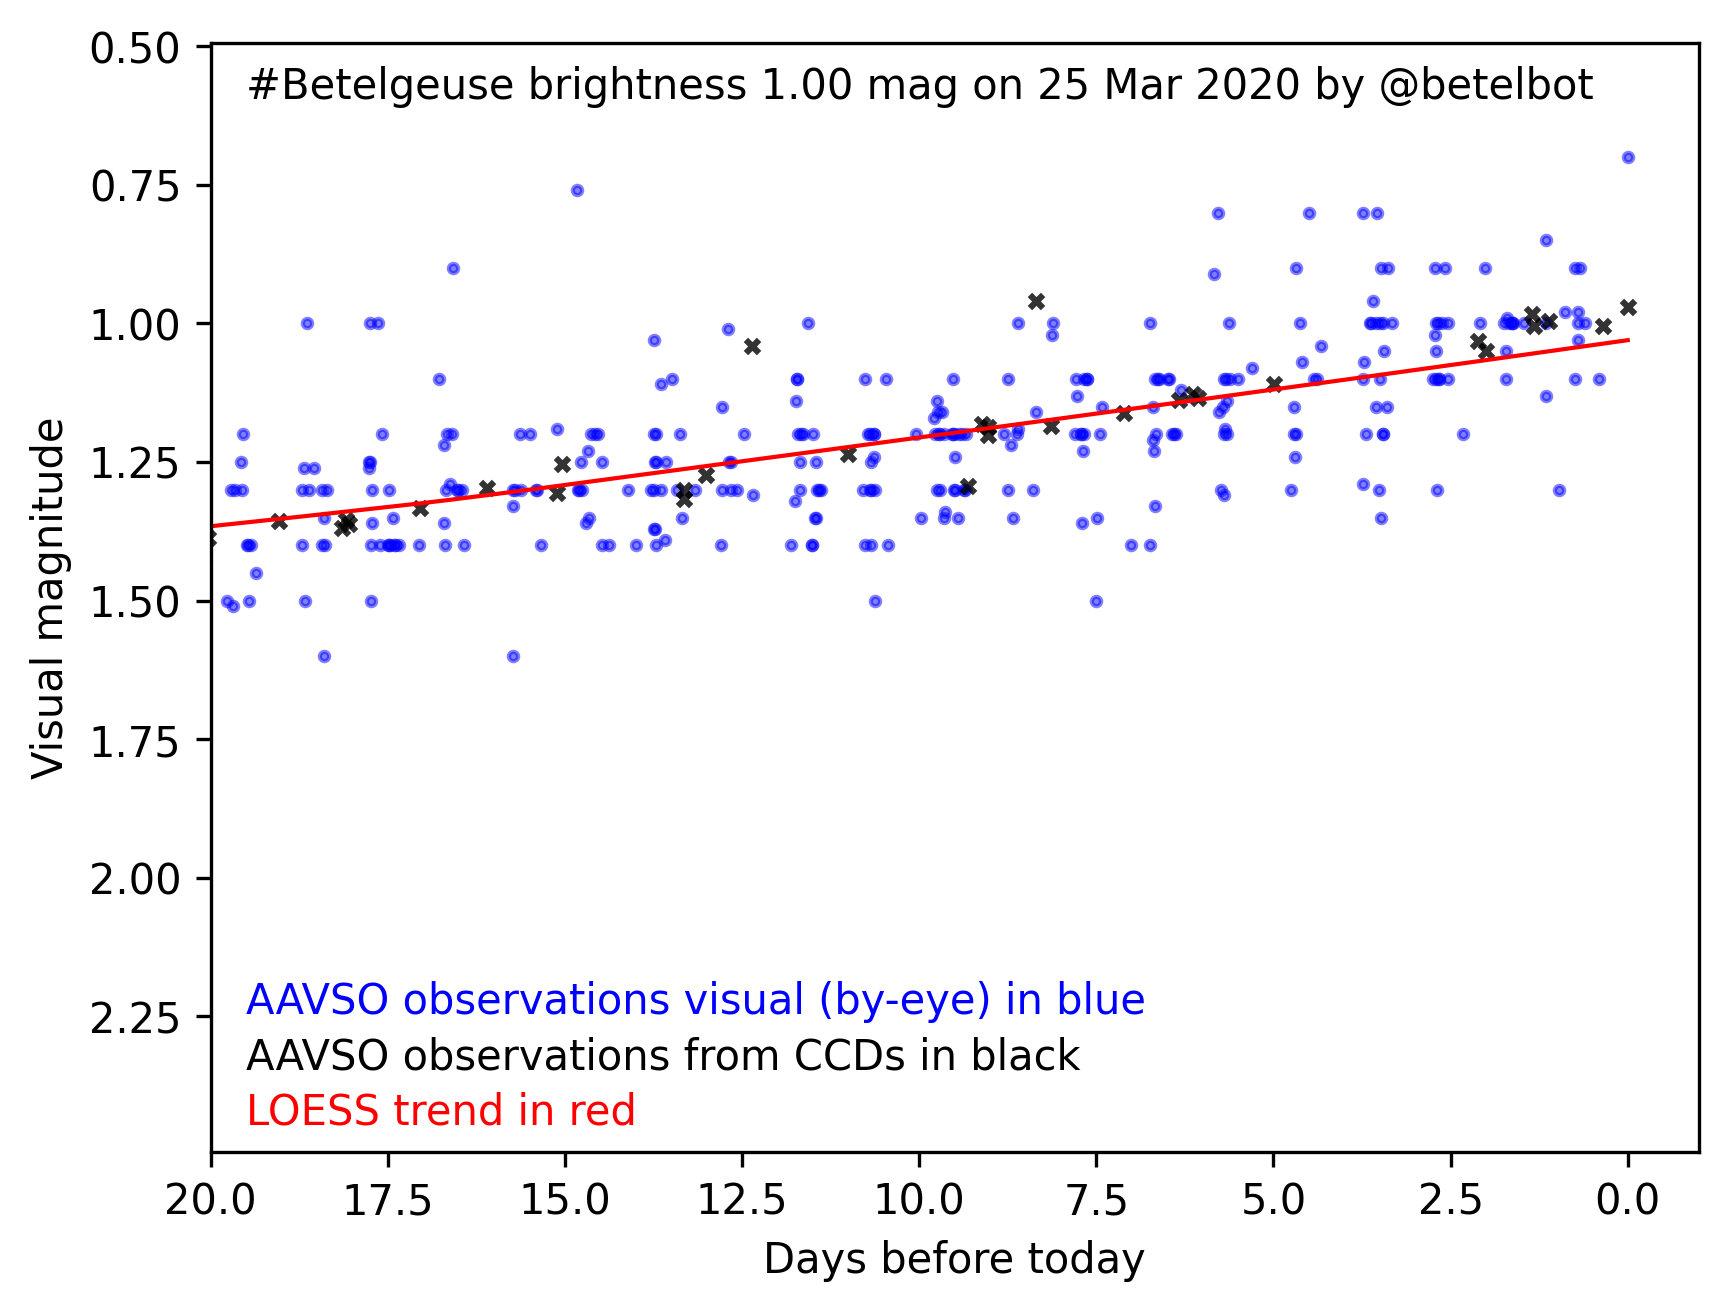 #Betelgeuse brightness 1.00 mag on 25 Mar 2020 by @betelbot
0.50
0.75
1.00
1.25
1.50
1.75
2.00
2.25
Visual magnitude
AAVSO observations visual (by-eye) in blue
AAVSO observations from CCDs in black
LOESS trend in red
20.0 17.5 15.0 12.5 10.0 7.5 5.0 2.5 0.0
Days before today